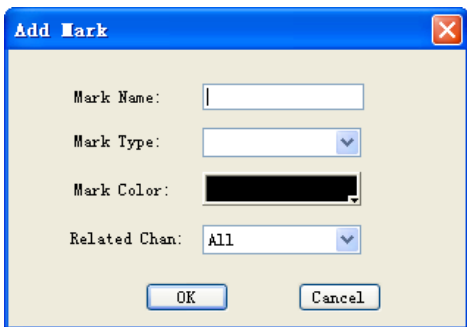 Add Mark
Mark Name:
Mark Type:
Mark Color:
Related Chan: All
OK Cancel